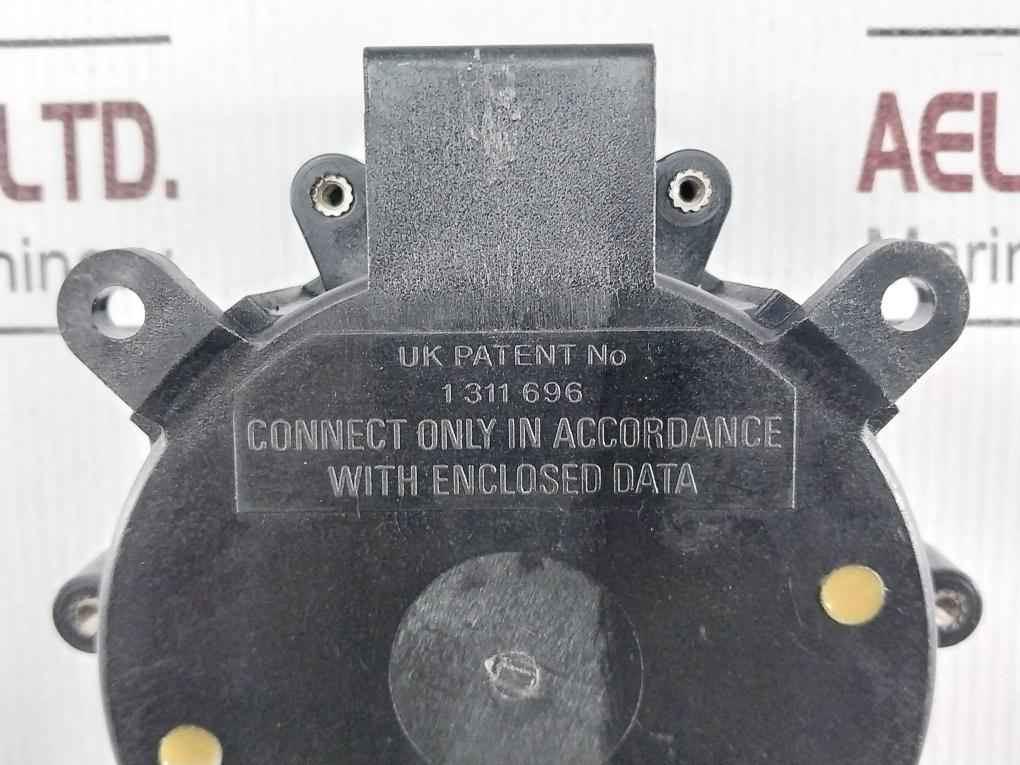 LTD.
AEL
UK PATENT No
1 311 696
CONNECT ONLY IN ACCORDANCE
WITH ENCLOSED DATA